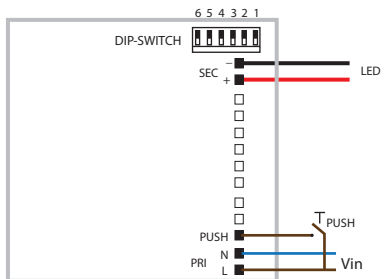 6 5 4 3 2 1
DIP-SWITCH
SEC − LED
+
PUSH PUSH
N
PRI Vin
L